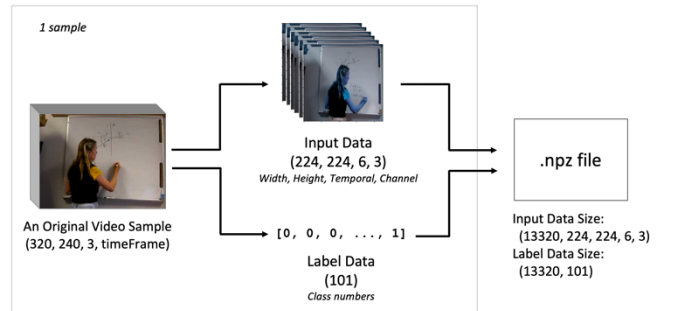 1 sample
An Original Video Sample
(320, 240, 3, timeFrame)
Input Data
(224, 224, 6, 3)
Width, Height, Temporal, Channel
[0, 0, 0, ..., 1]
Label Data
(101)
Class numbers
.npz file
Input Data Size:
(13320, 224, 224, 6, 3)
Label Data Size:
(13320, 101)